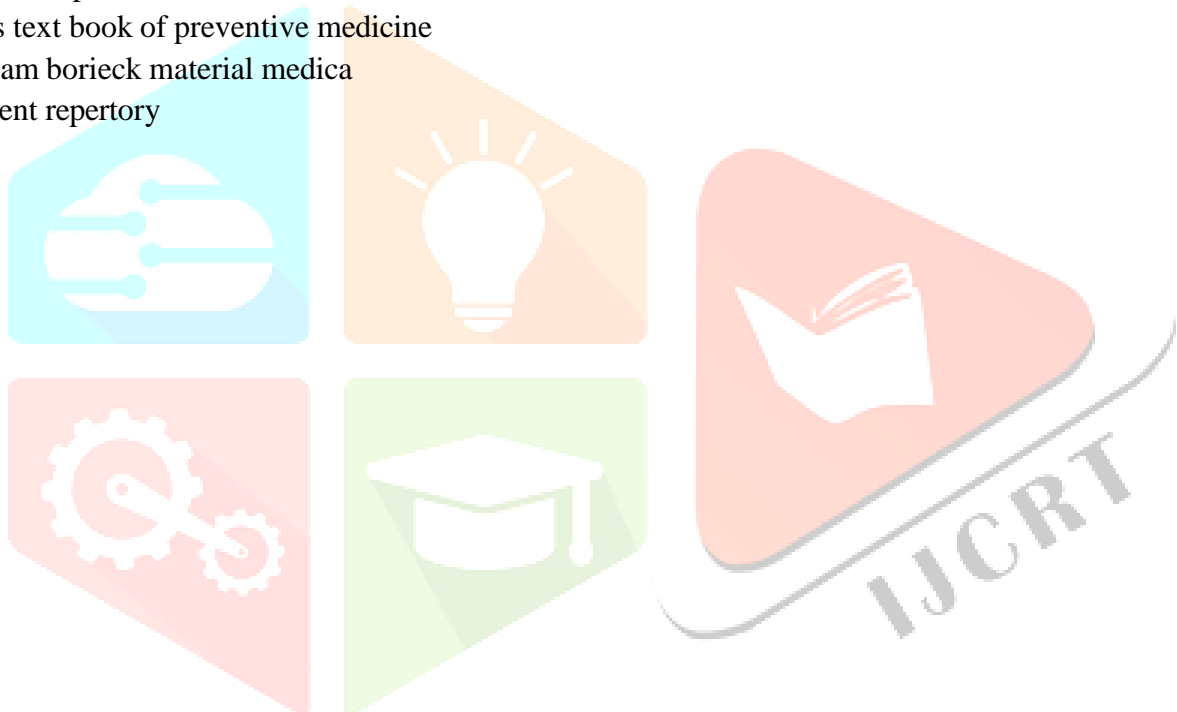 s text book of preventive medicine
am borieck material medica
ent repertory
IJCRT